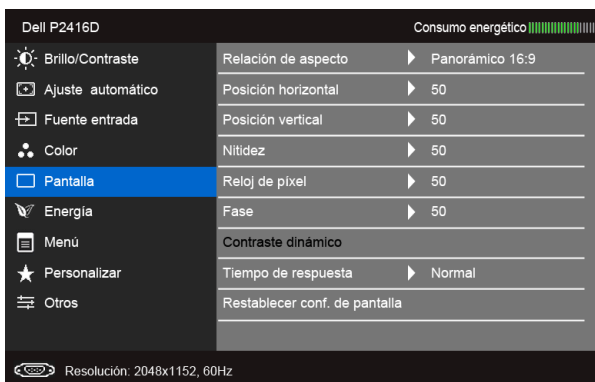 Dell P2416D Consumo energético
Brillo/Contraste Relación de aspecto Panorámico 16:9
Ajuste automático Posición horizontal 50
Fuente entrada Posición vertical 50
Color Nitidez 50
Pantalla Reloj de píxel 50
Energía Fase 50
Menú Contraste dinámico
Personalizar Tiempo de respuesta Normal
Otros Restablecer conf. de pantalla
Resolución: 2048x1152, 60Hz